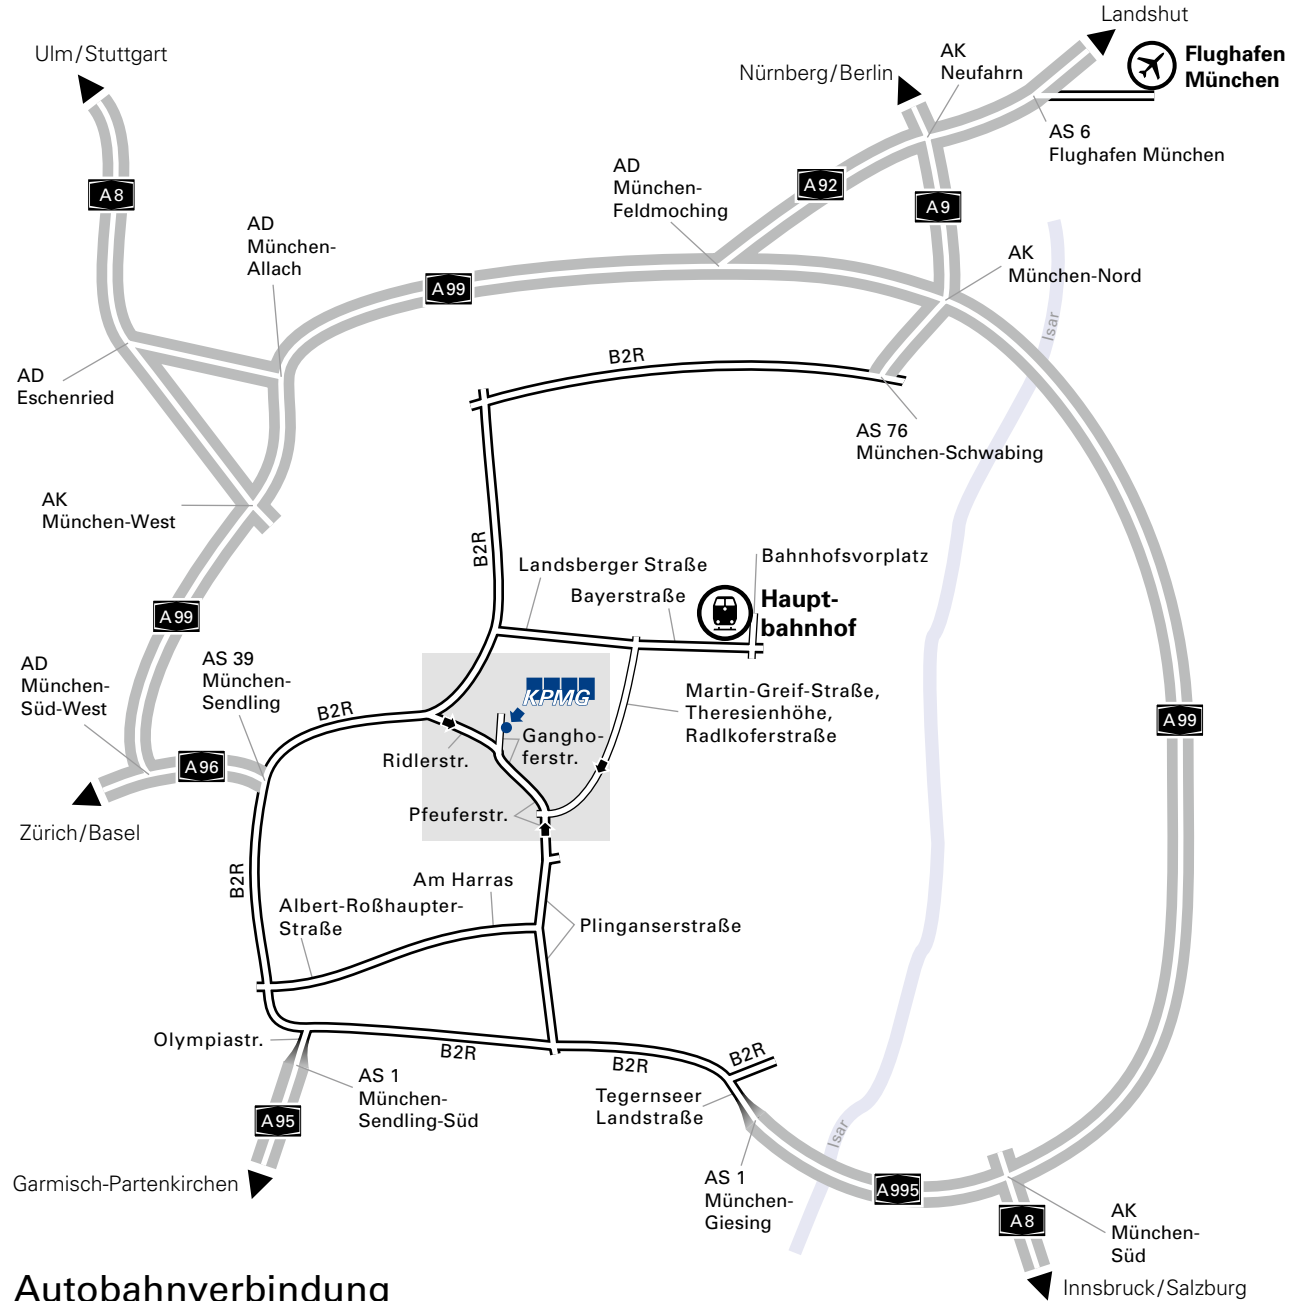 Landshut
Ulm/Stuttgart
Nürnberg/Berlin
AK
Neufahrn
Flughafen
München
AS 6
Flughafen München
AD
München-
Feldmoching
A92
A8
A9
AD
München-
Allach
AK
München-Nord
A99
Isar
B2R
AD
Eschenried
AS 76
München-Schwabing
AK
München-West
B2R
Landsberger Straße
Bahnhofsvorplatz
Bayerstraße
Haupt-
bahnhof
A99
AD
München-
Süd-West
AS 39
München-
Sendling
KPMG
Martin-Greif-Straße,
Theresienhöhe,
Radlkoferstraße
B2R
A99
Gangho-
ferstr.
Ridlerstr.
A96
Pfeuferstr.
Zürich/Basel
B2R
Am Harras
Albert-Roßhaupter-
Straße
Plinganserstraße
Olympiastr.
B2R
B2R
B2R
AS 1
München-
Sendling-Süd
Tegernseer
Landstraße
A95
Isar
Garmisch-Partenkirchen
AS 1
München-
Giesing
A995
A8
AK
München-
Süd
Innsbruck/Salzburg
Autobahnverbindung